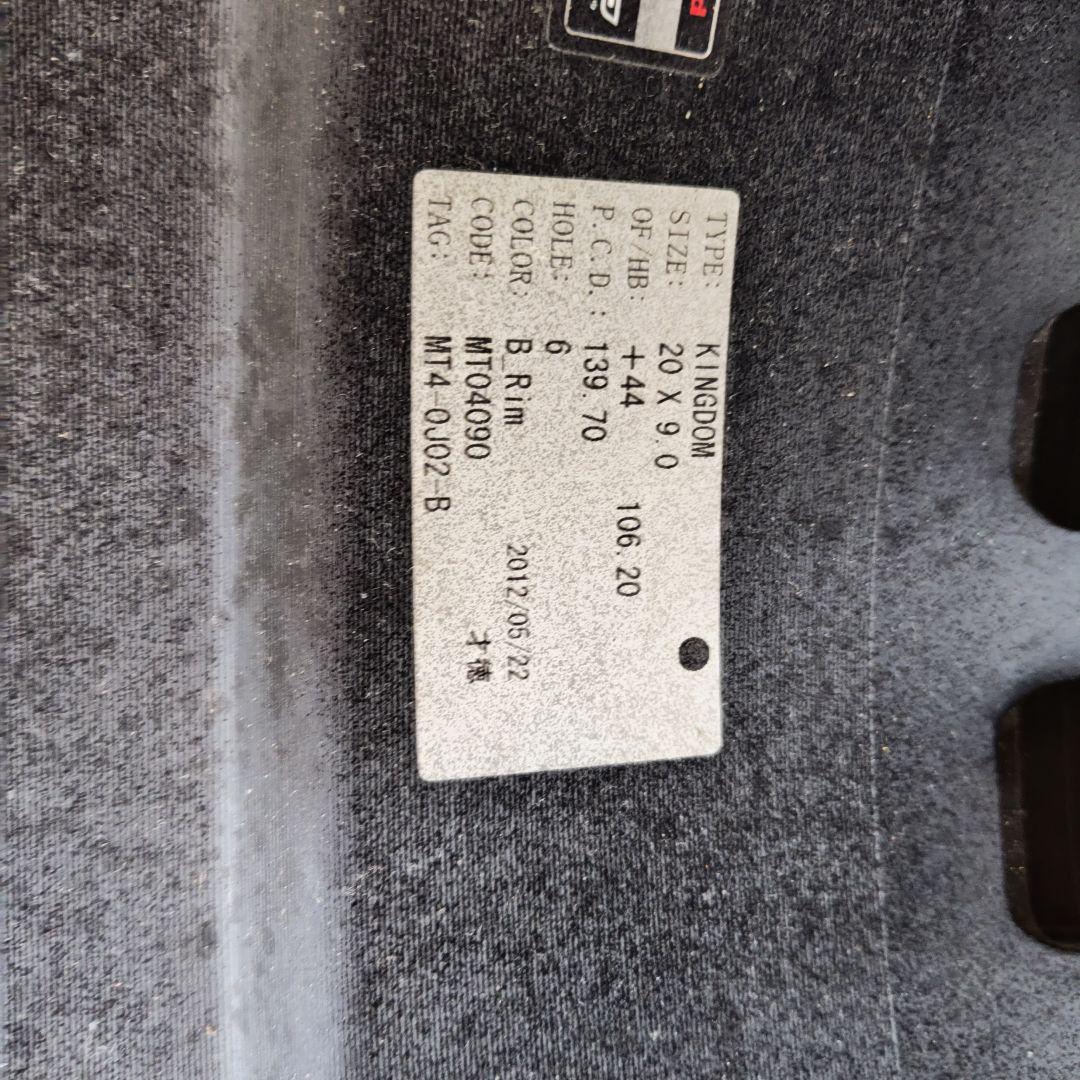 TYPE: KINGDOM
SIZE: 20 X 9.0
OF/HB: +44 106.20
P.C.D.: 139.70
HOLE: 6
COLOR: B_Rim 2012/05/22
CODE: MT04090 才德
TAG: MT4-0J02-B